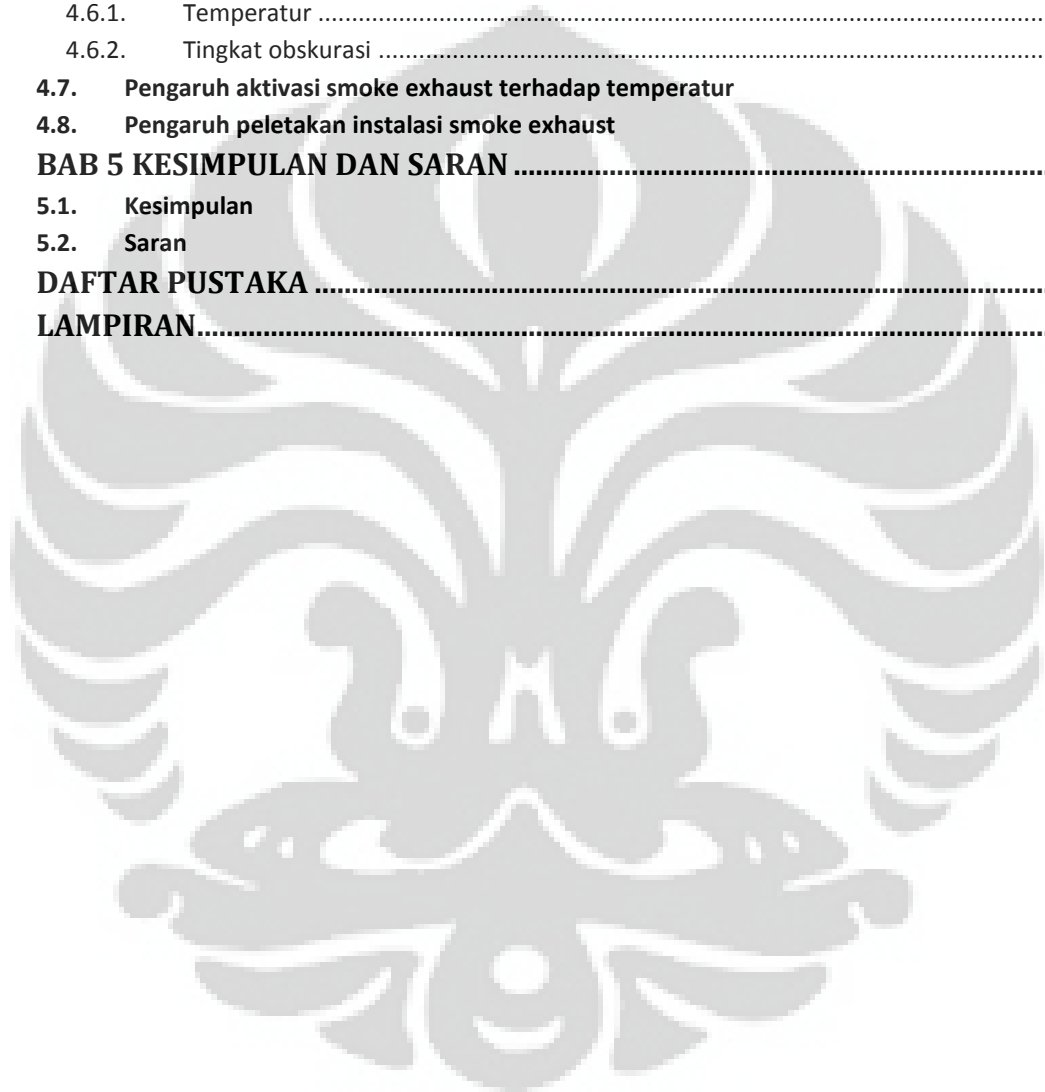 4.6.1. Temperatur ........................................................................................................................
4.6.2. Tingkat obskurasi ..............................................................................................................
4.7. Pengaruh aktivasi smoke exhaust terhadap temperatur
4.8. Pengaruh peletakan instalasi smoke exhaust
BAB 5 KESIMPULAN DAN SARAN ..........................................................................................
5.1. Kesimpulan
5.2. Saran
DAFTAR PUSTAKA ..............................................................................................................
LAMPIRAN.............................................................................................................................